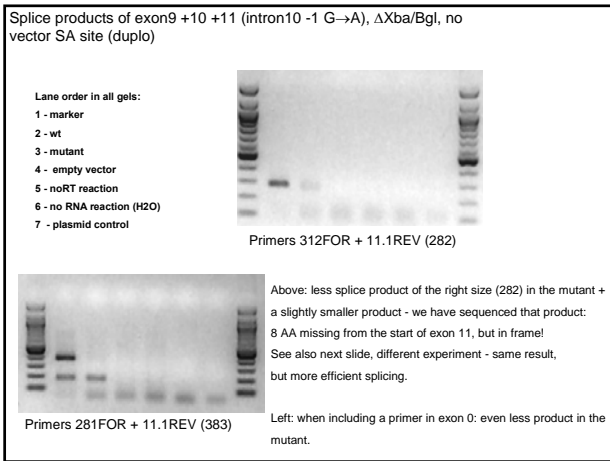 Splice products of exon9 +10 +11 (intron10 -1 G→A), ΔXba/Bgl, no
vector SA site (duplo)
Lane order in all gels:
1 - marker
2 - wt
3 - mutant
4 - empty vector
5 - noRT reaction
6 - no RNA reaction (H2O)
7 - plasmid control
Primers 312FOR + 11.1REV (282)
Above: less splice product of the right size (282) in the mutant +
a slightly smaller product - we have sequenced that product:
8 AA missing from the start of exon 11, but in frame!
See also next slide, different experiment - same result,
but more efficient splicing.
Left: when including a primer in exon 0: even less product in the
mutant.
Primers 281FOR + 11.1REV (383)